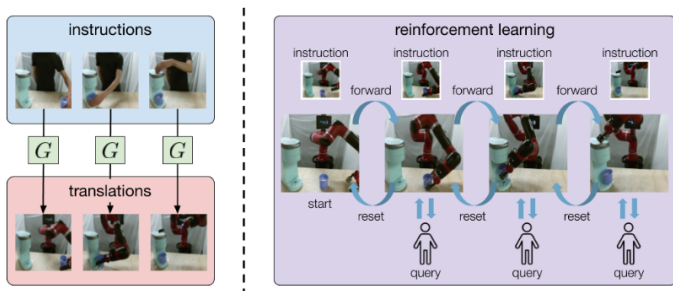 instructions
G G G
translations
reinforcement learning
instruction instruction instruction instruction
forward forward forward
start
reset reset reset
query query query